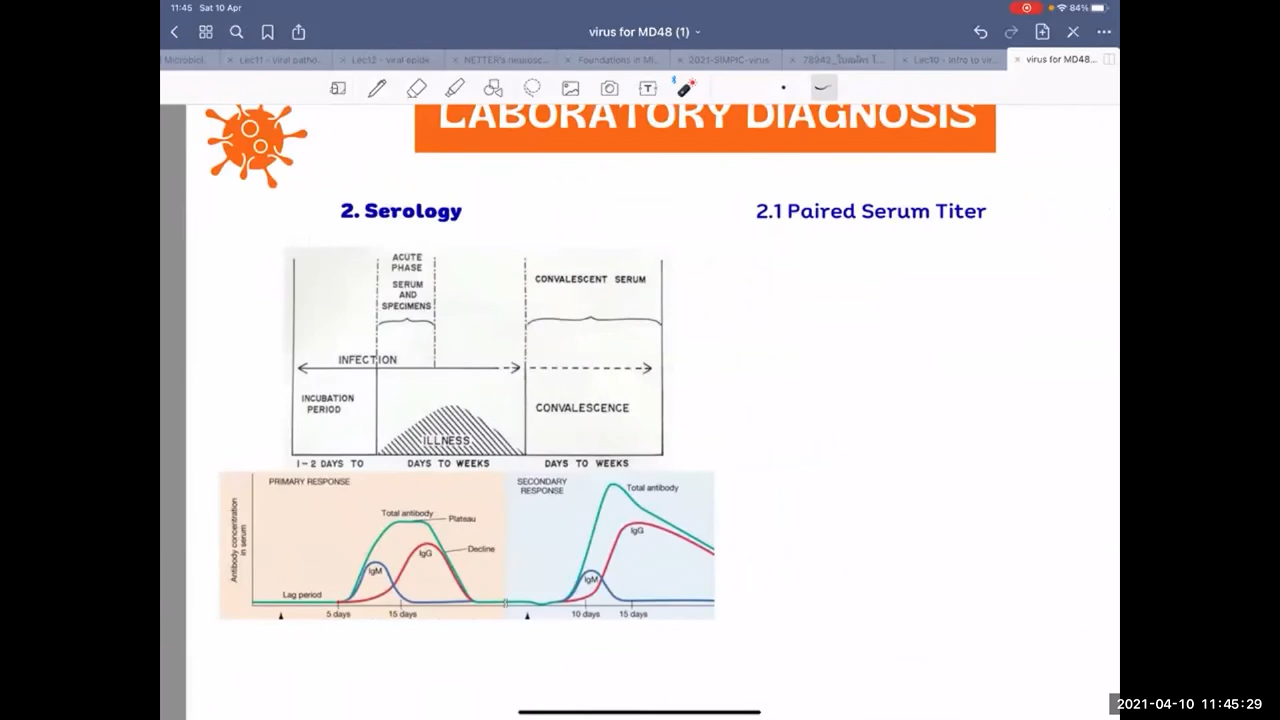 11:45 Sat 10 Apr
84%
virus for MD48 (1)
Microbiol.
Lec11 - viral patho...
Lec12 - viral epide...
NETTER's neurosc...
Foundations in Mi...
2021-SIMPIC-virus
Lec10 - Intro to vir...
virus for MD48...
LABORATORY DIAGNOSIS
2. Serology
2.1 Paired Serum Titer
ACUTE
PHASE
SERUM
AND
SPECIMENS
CONVALESCENT SERUM
INFECTION
INCUBATION
PERIOD
ILLNESS
CONVALESCENCE
1-2 DAYS TO
DAYS TO WEEKS
DAYS TO WEEKS
PRIMARY RESPONSE
Antibody concentration
in serum
Total antibody
Plateau
IgM
IgG
Decline
Lag period
5 days
15 days
SECONDARY
RESPONSE
Total antibody
IgG
IgM
10 days
15 days
2021-04-10 11:45:29